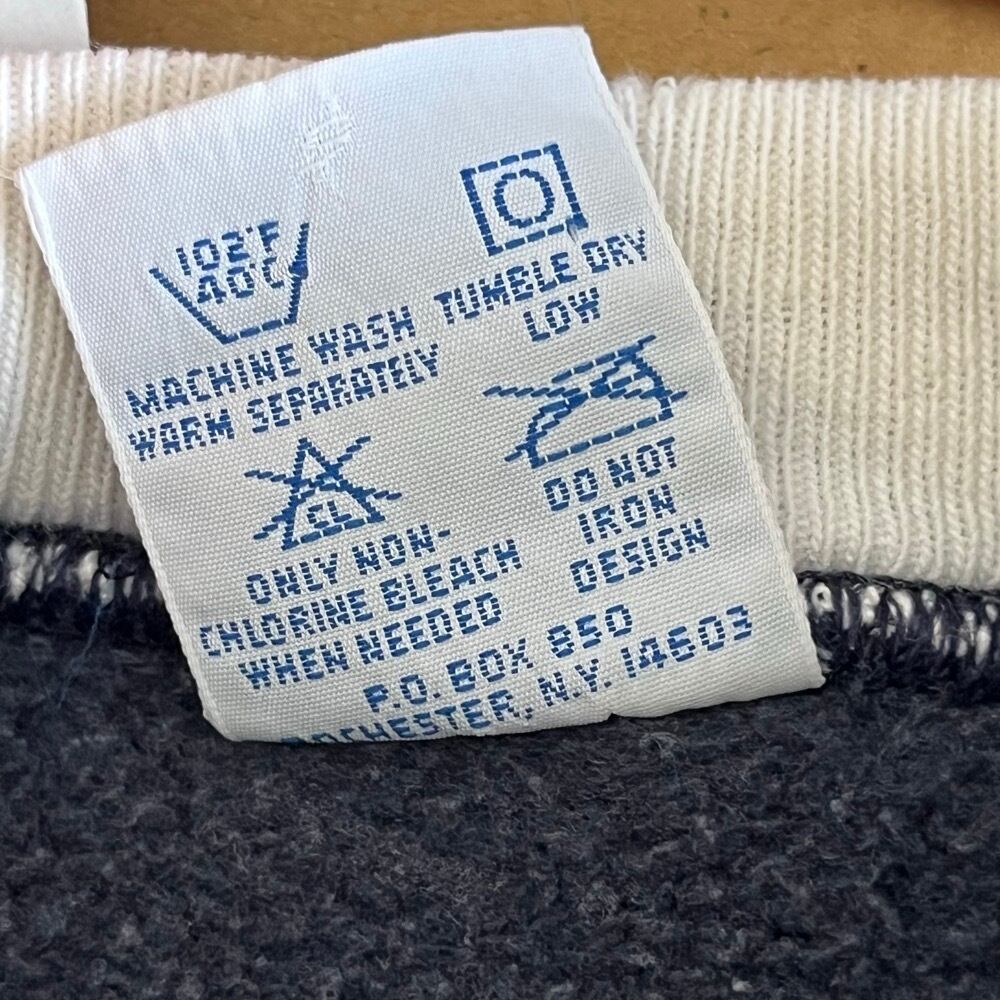 103°F
40°C
MACHINE WASH
WARM SEPARATELY
TUMBLE DRY
LOW
CL
ONLY NON-
CHLORINE BLEACH
WHEN NEEDED
DO NOT
IRON
DESIGN
P.O. BOX 850
ROCHESTER, N.Y. 14603